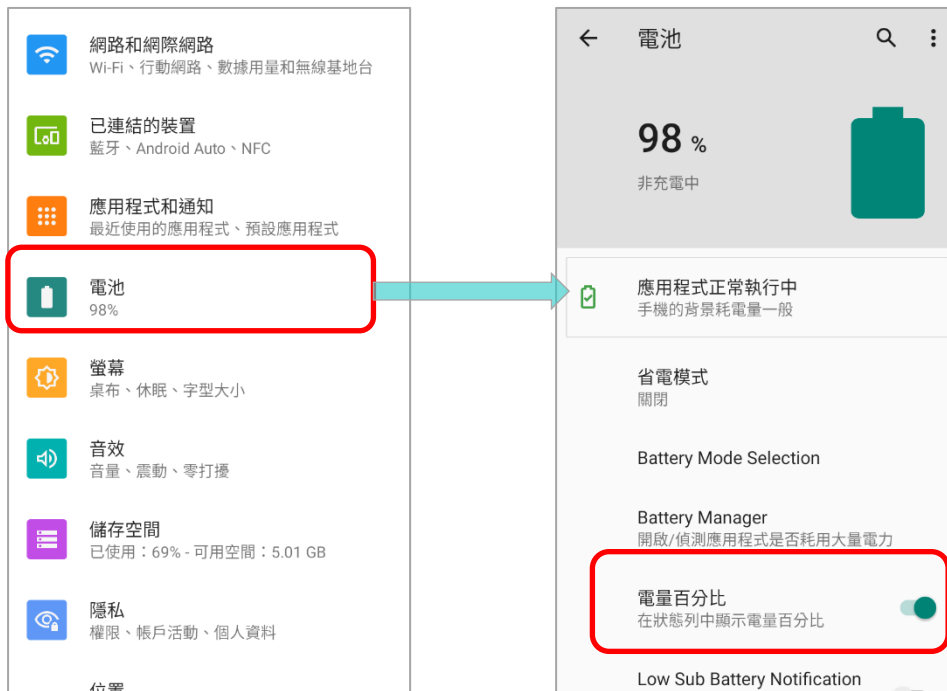 網路和網際網路
Wi-Fi、行動網路、數據用量和無線基地台
已連結的裝置
藍牙、Android Auto、NFC
應用程式和通知
最近使用的應用程式、預設應用程式
電池
98%
螢幕
桌布、休眠、字型大小
音效
音量、震動、零打擾
儲存空間
已使用：69% - 可用空間：5.01 GB
隱私
權限、帳戶活動、個人資料
位置
電池
98 %
非充電中
應用程式正常執行中
手機的背景耗電量一般
省電模式
關閉
Battery Mode Selection
Battery Manager
開啟/偵測應用程式是否耗用大量電力
電量百分比
在狀態列中顯示電量百分比
Low Sub Battery Notification